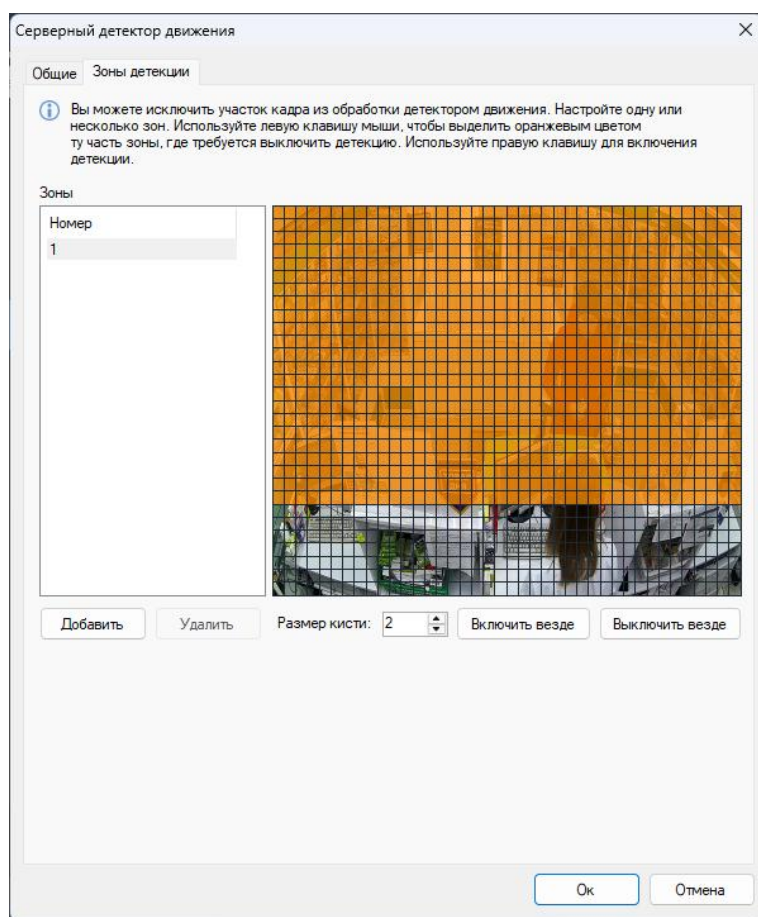 Серверный детектор движения
Общие
Зоны детекции
Вы можете исключить участок кадра из обработки детектором движения. Настройте одну или
несколько зон. Используйте левую клавишу мыши, чтобы выделить оранжевым цветом
ту часть зоны, где требуется выключить детекцию. Используйте правую клавишу для включения
детекции.
Зоны
Номер
1
Добавить
Удалить
Размер кисти:
2
Включить везде
Выключить везде
Ок
Отмена